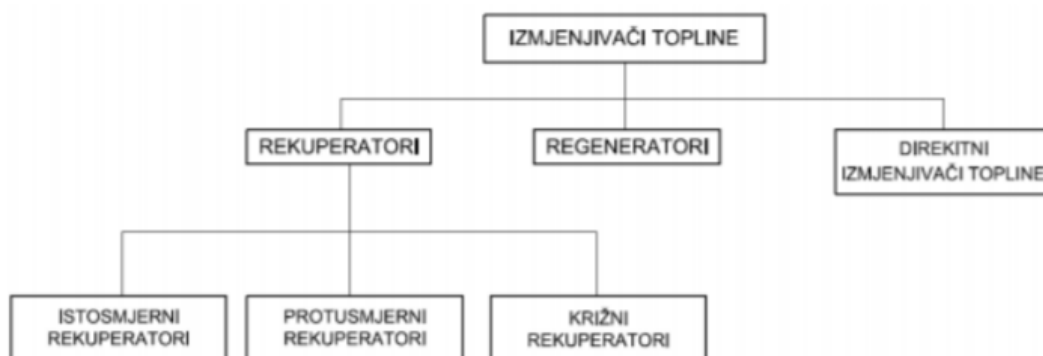 IZMJENJIVAČI TOPLINE
REKUPERATORI
REGENERATORI
DIREKITNI
IZMJENJIVAČI TOPLINE
ISTOSMJERNI
REKUPERATORI
PROTUSMJERNI
REKUPERATORI
KRIŽNI
REKUPERATORI